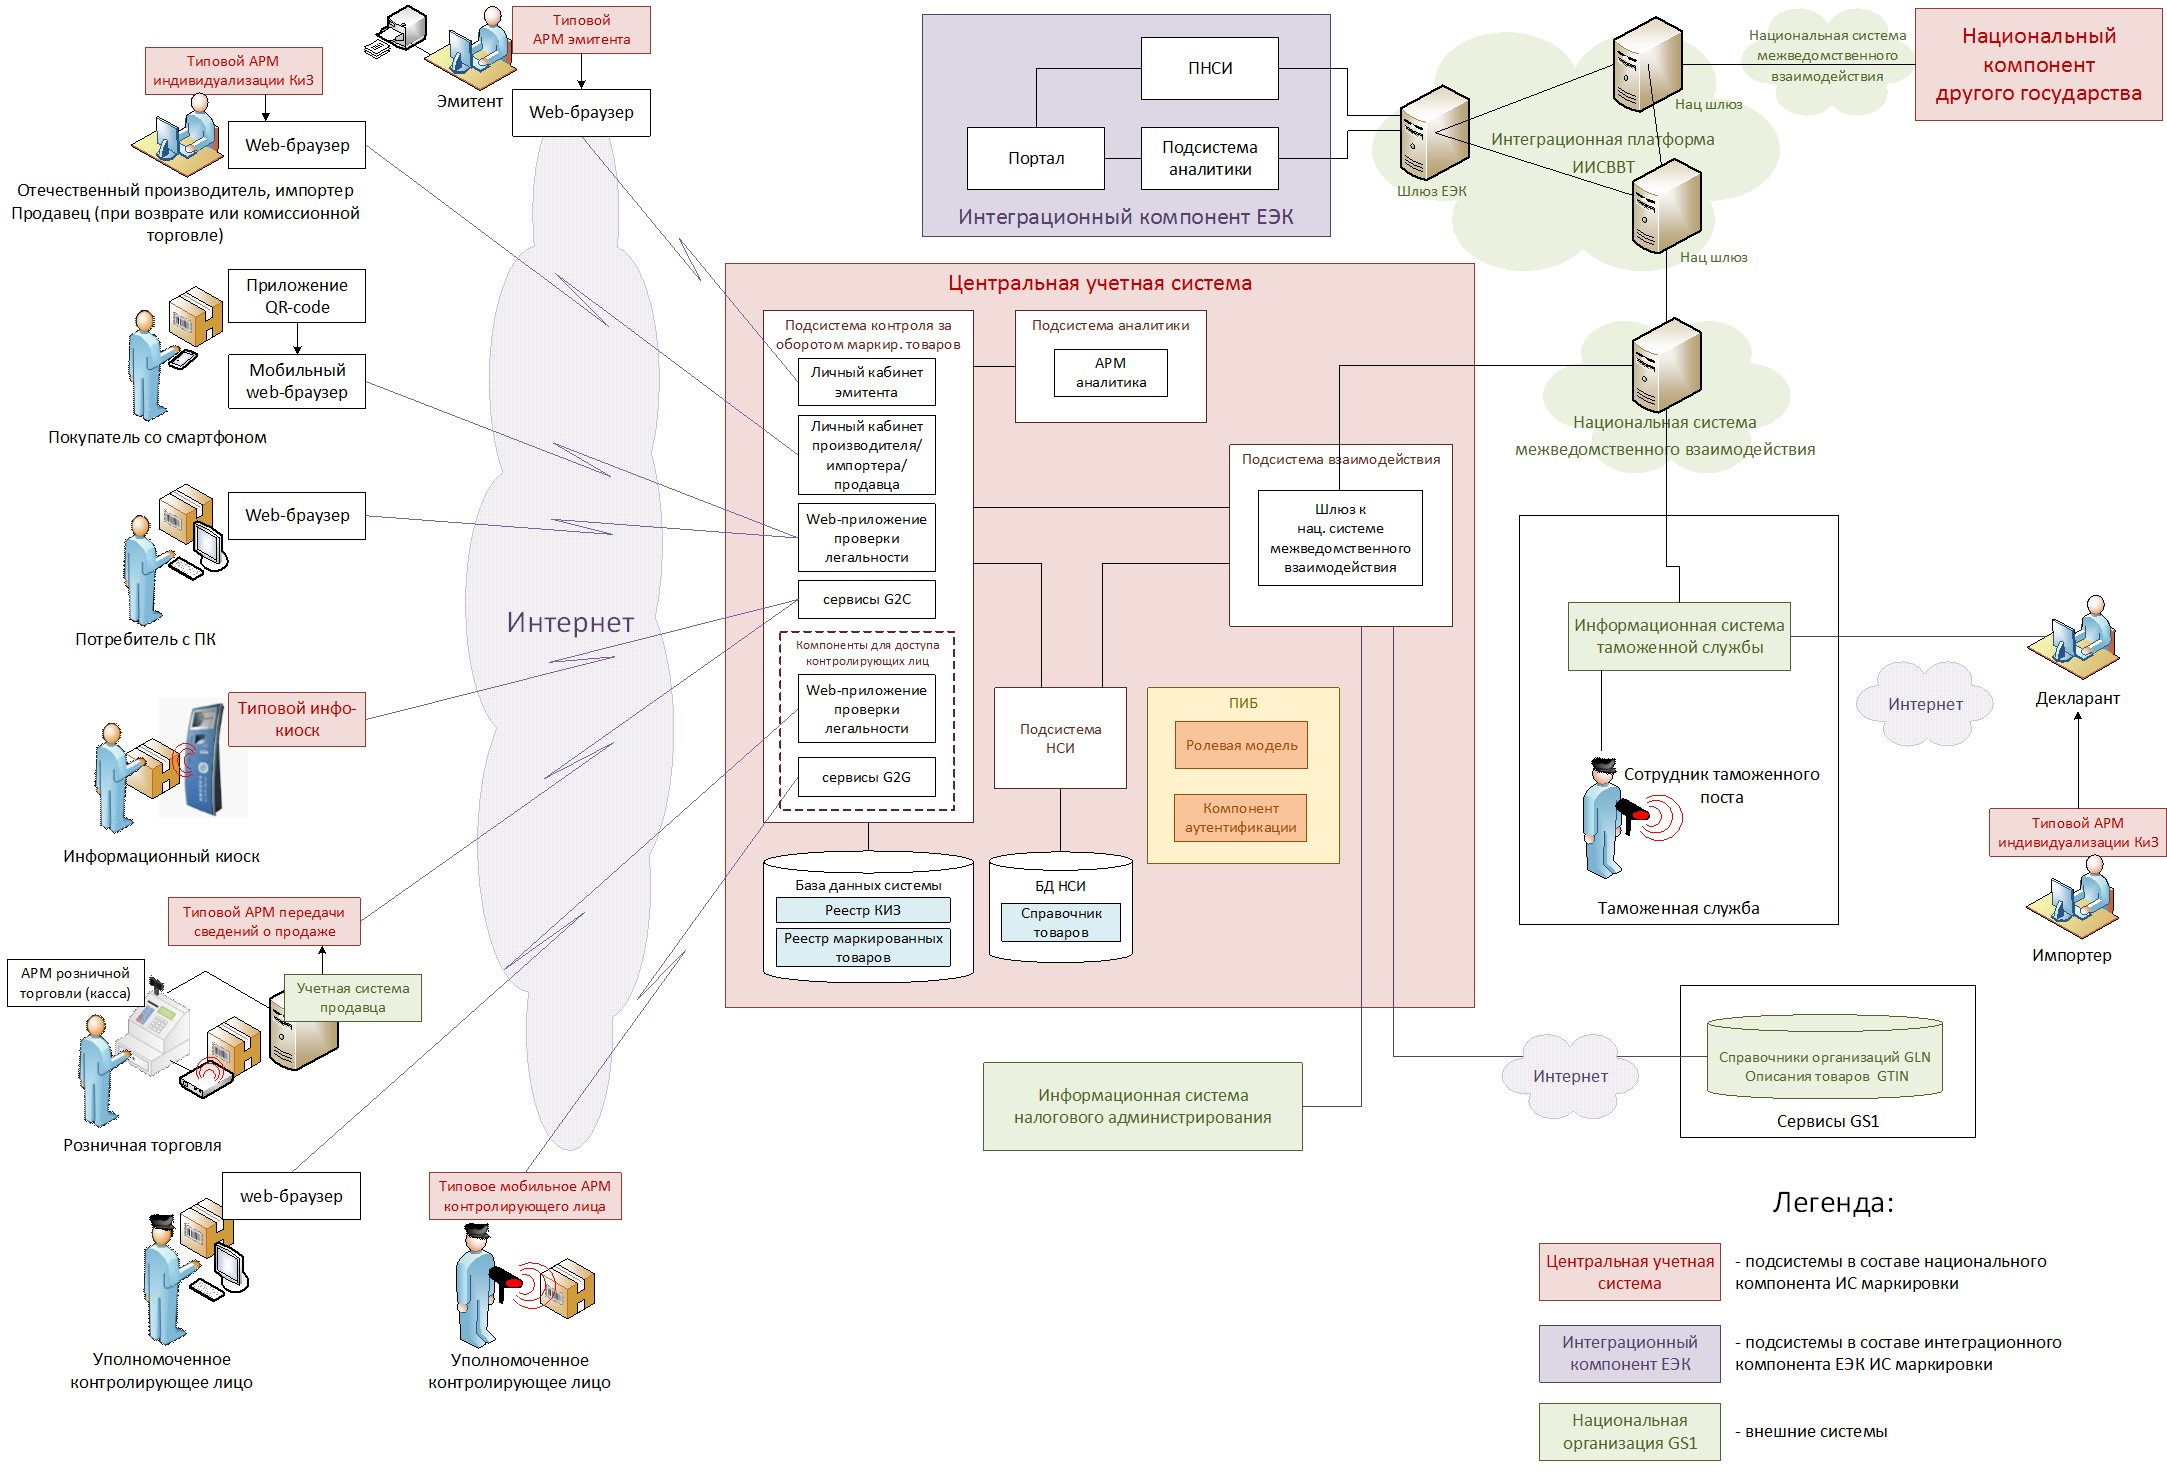 Типовой АРМ
индивидуализации КиЗ
Web-браузер
Отечественный производитель, импортер
Продавец (при возврате или комиссионной
торговле)
Типовой
АРМ эмитента
Эмитент
Web-браузер
Приложение
QR-code
Мобильный
web-браузер
Покупатель со смартфоном
Web-браузер
Потребитель с ПК
Типовой инфо-
киоск
Информационный киоск
Типовой АРМ передачи
сведений о продаже
АРМ розничной
торговли (касса)
Учетная система
продавца
Розничная торговля
web-браузер
Уполномоченное
контролирующее лицо
Типовое мобильное АРМ
контролирующего лица
Уполномоченное
контролирующее лицо
Интернет
ПНСИ
Портал
Подсистема
аналитики
Интеграционный компонент ЕЭК
Шлюз ЕЭК
Интеграционная платформа
ИИСВВТ
Нац шлюз
Нац шлюз
Национальная система
межведомственного
взаимодействия
Национальный
компонент
другого государства
Центральная учетная система
Подсистема контроля за
оборотом маркир. товаров
Личный кабинет
эмитента
Личный кабинет
производителя/
импортера/
продавца
Web-приложение
проверки
легальности
сервисы G2C
Компоненты для доступа
контролирующих лиц
Web-приложение
проверки
легальности
сервисы G2G
База данных системы
Реестр КИЗ
Реестр маркированных
товаров
Подсистема аналитики
АРМ
аналитика
Подсистема взаимодействия
Шлюз к
нац. системе
межведомственного
взаимодействия
Подсистема
НСИ
БД НСИ
Справочник
товаров
ПИБ
Ролевая модель
Компонент
аутентификации
Национальная система
межведомственного взаимодействия
Информационная система
таможенной службы
Сотрудник таможенного
поста
Таможенная служба
Интернет
Декларант
Типовой АРМ
индивидуализации КиЗ
Импортер
Информационная система
налогового администрирования
Интернет
Справочники организаций GLN
Описания товаров GTIN
Сервисы GS1
Легенда:
Центральная учетная
система
- подсистемы в составе национального
компонента ИС маркировки
Интеграционный
компонент ЕЭК
- подсистемы в составе интеграционного
компонента ЕЭК ИС маркировки
Национальная
организация GS1
- внешние системы